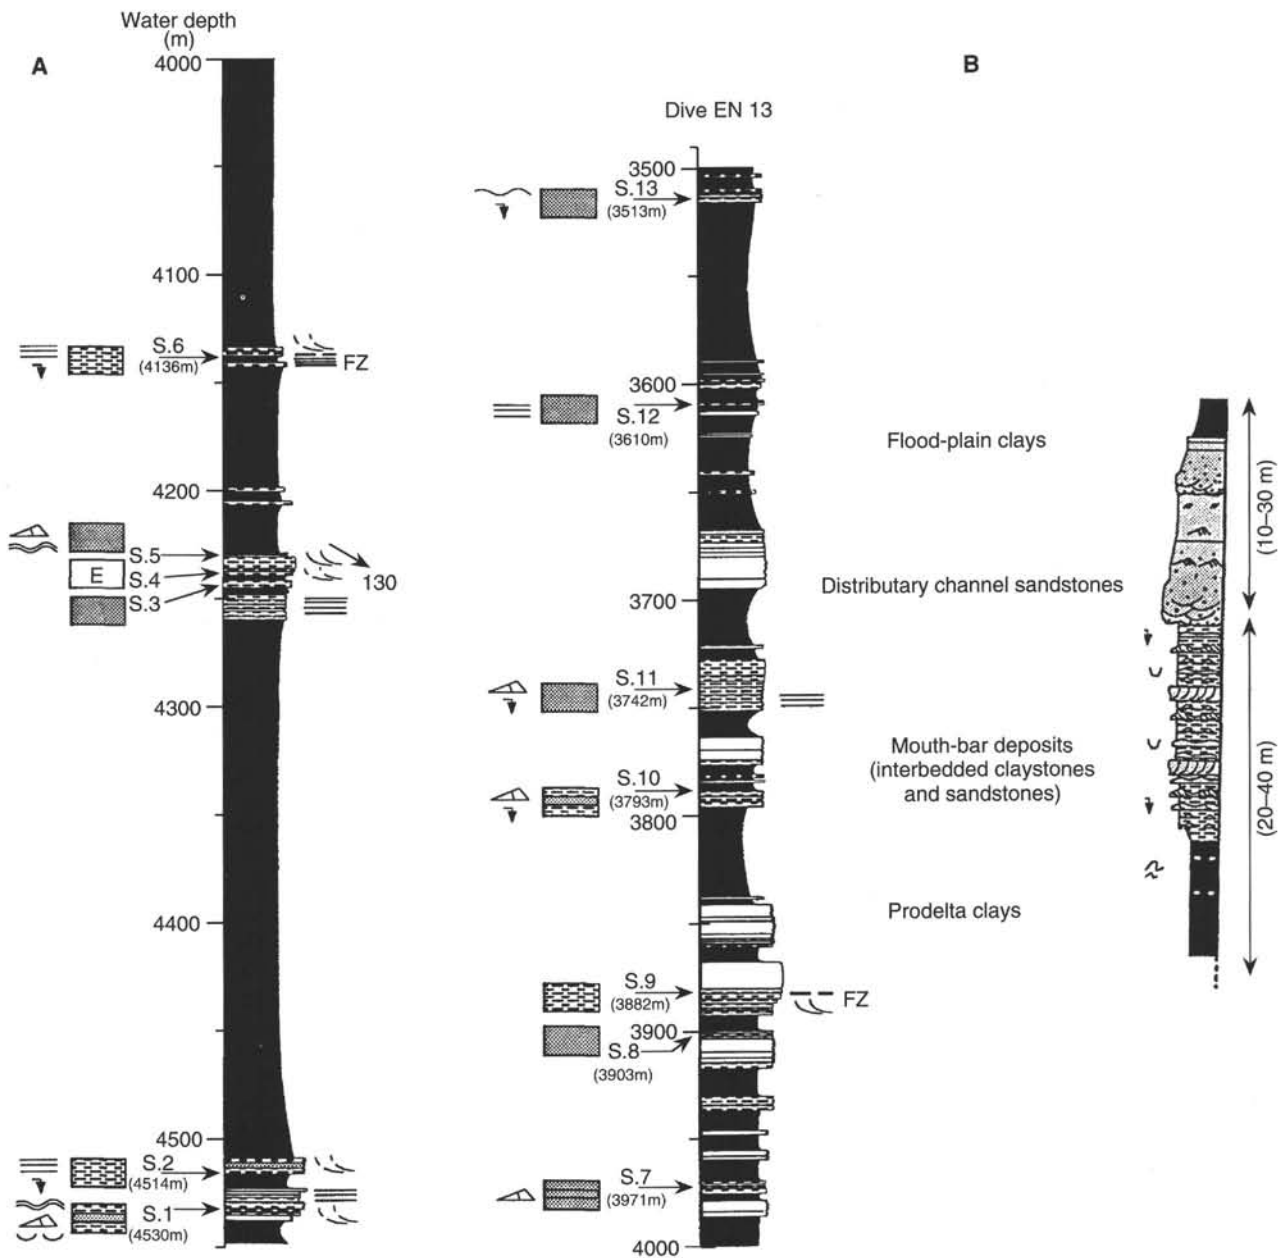 Water depth
(m)
A
4000
4100
S.6
(4136m)
FZ
4200
S.5
E
S.4
130
S.3
4300
4400
4500
S.2
(4514m)
S.1
(4530m)
Dive EN 13
3500
S.13
(3513m)
3600
S.12
(3610m)
3700
S.11
(3742m)
S.10
(3793m)
3800
S.9
(3882m)
FZ
3900
S.8
(3903m)
S.7
(3971m)
4000
B
Flood-plain clays
(10–30 m)
Distributary channel sandstones
Mouth-bar deposits
(interbedded claystones
and sandstones)
(20–40 m)
Prodelta clays